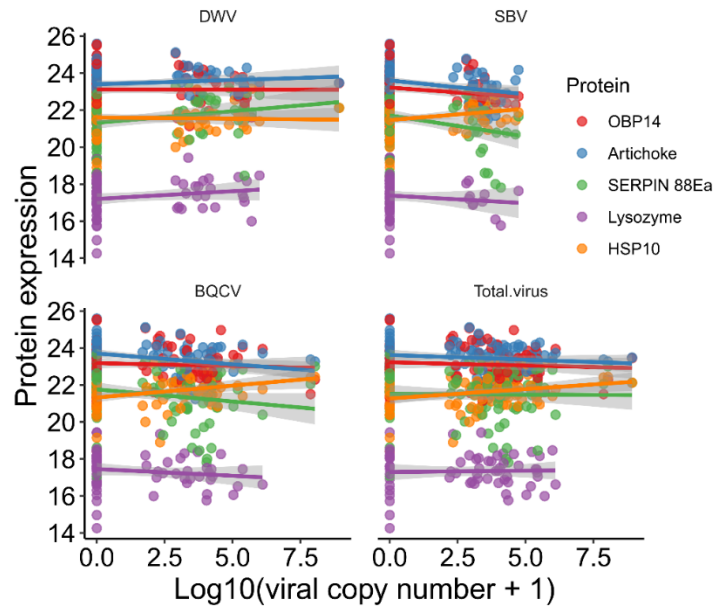 DWV
SBV
26
24
22
20
18
16
14
Protein
OBP14
Artichoke
SERPIN 88Ea
Lysozyme
HSP10
Protein expression
BQCV
Total.virus
26
24
22
20
18
16
14
0.0 2.5 5.0 7.5
0.0 2.5 5.0 7.5
Log10(viral copy number + 1)